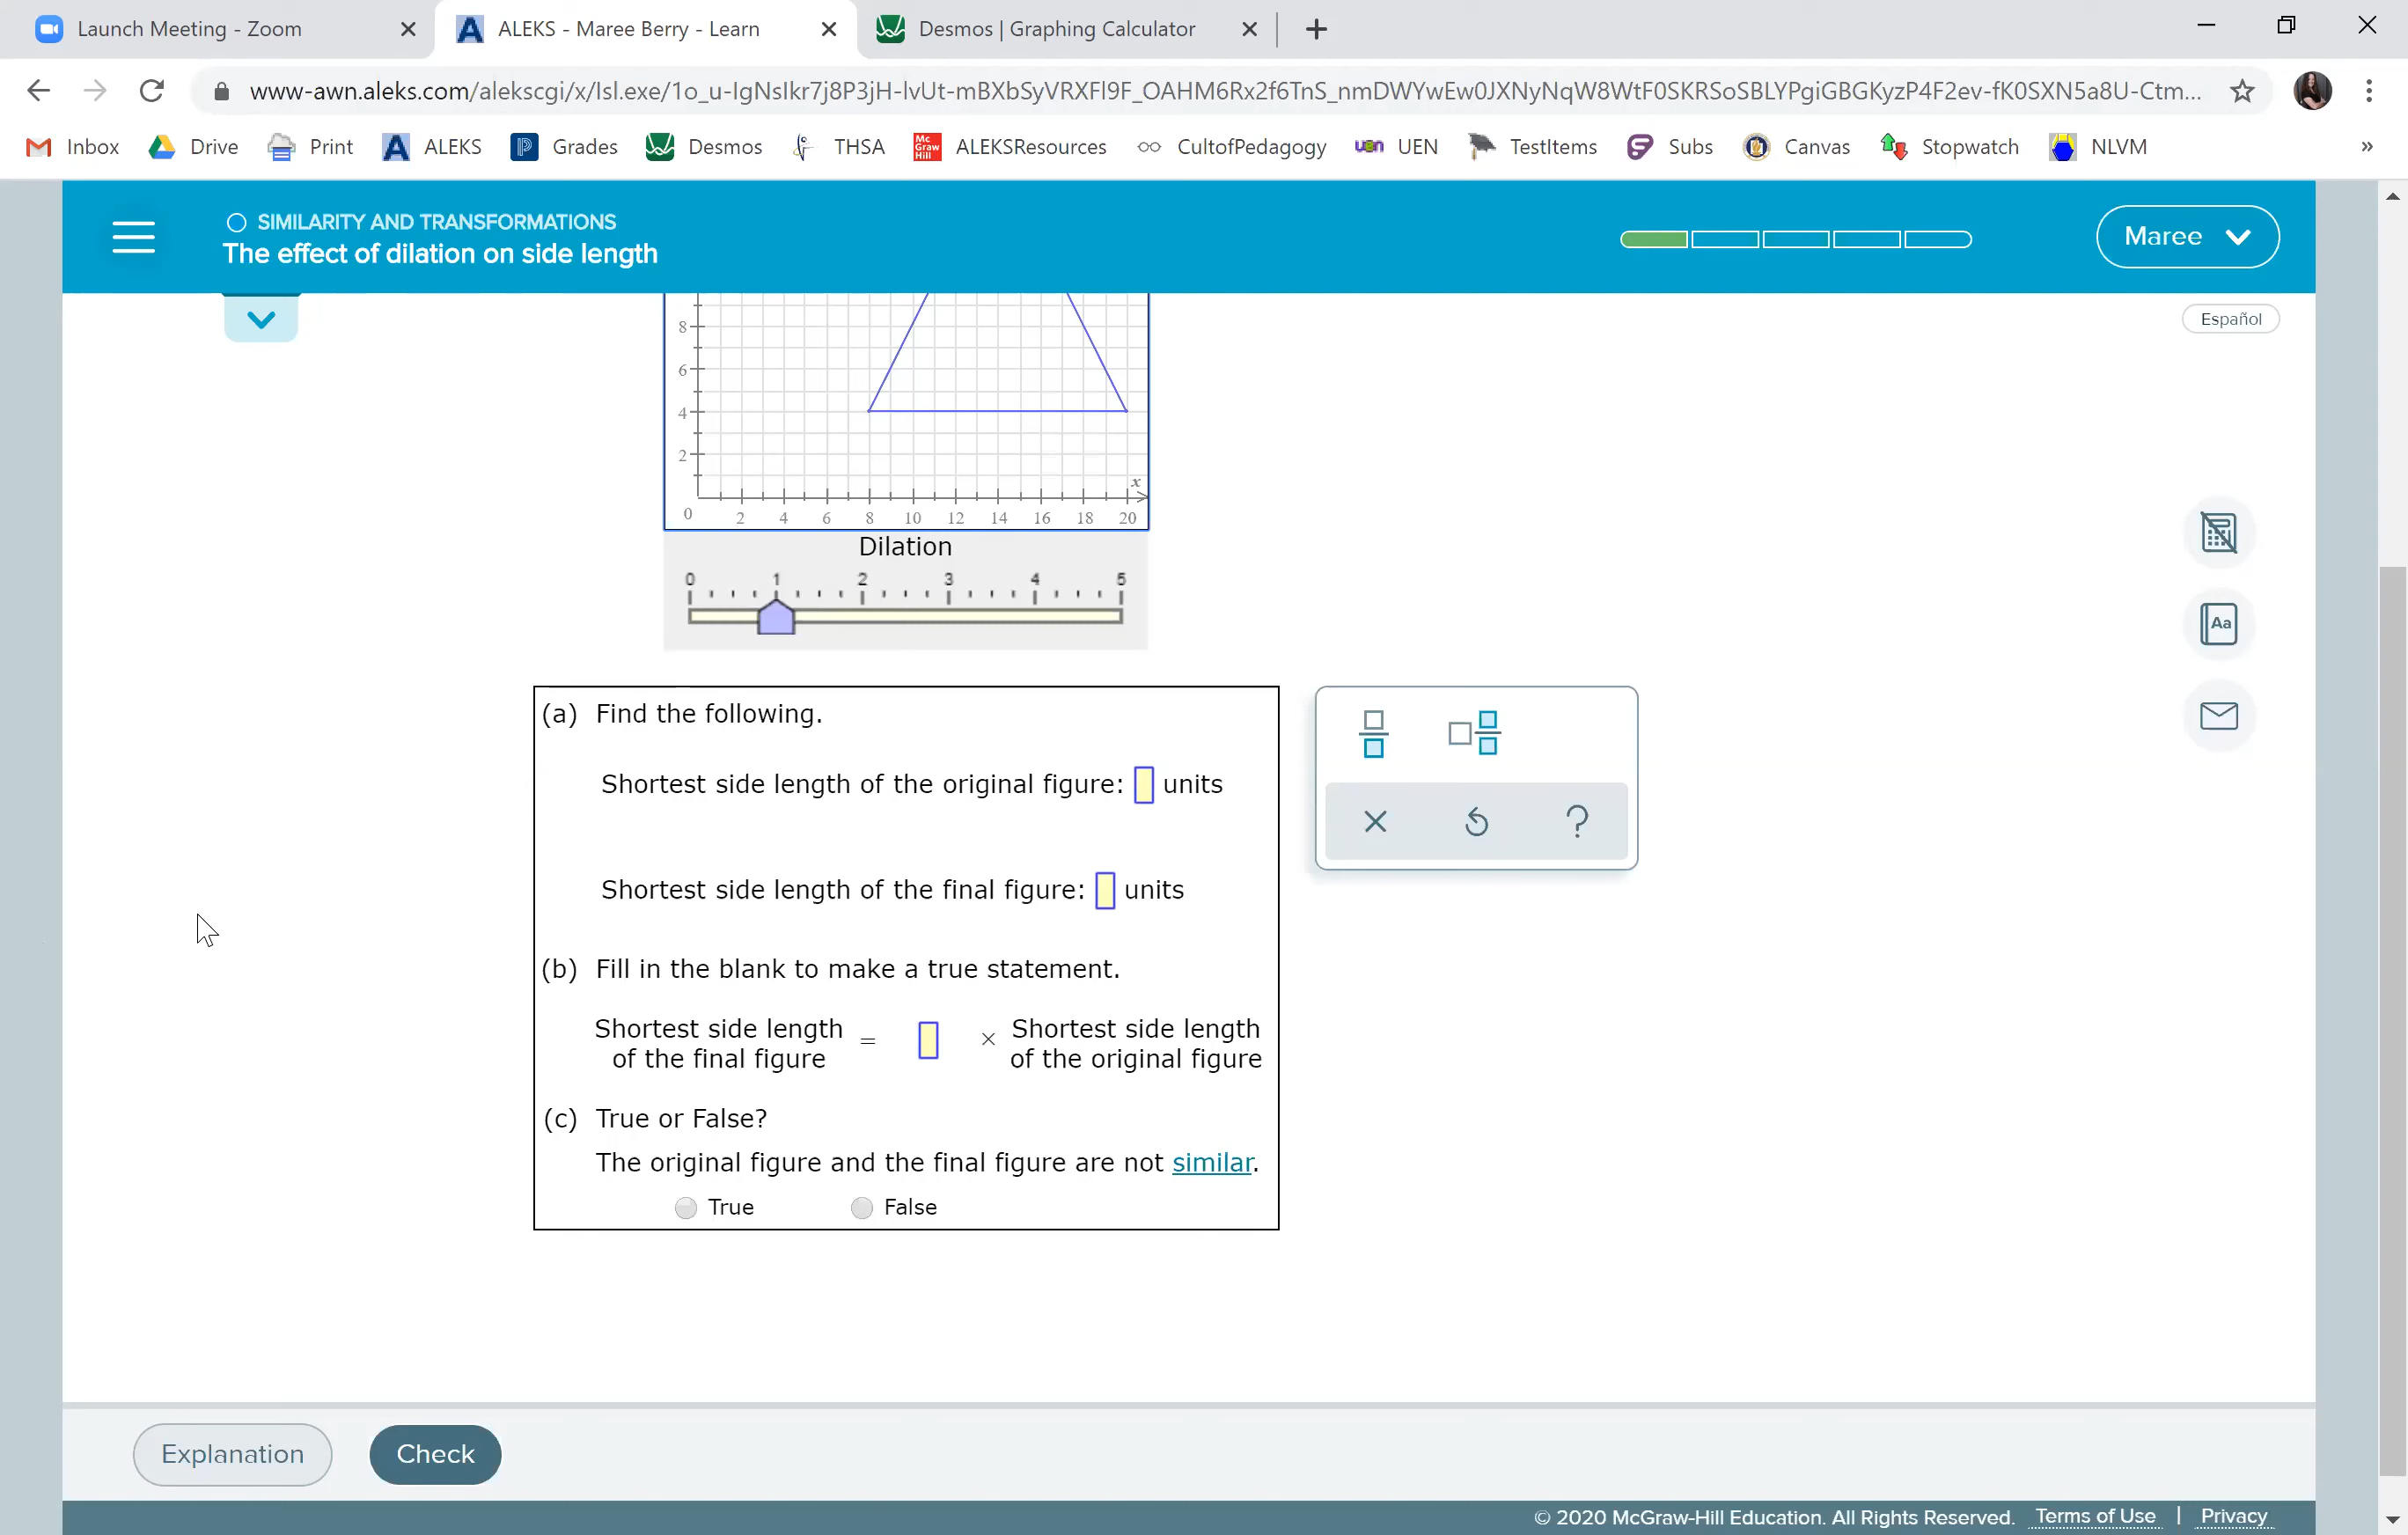 Launch Meeting - Zoom
ALEKS - Maree Berry - Learn
Desmos | Graphing Calculator
www-awn.aleks.com/alekscgi/x/Isl.exe/1o_u-IgNsIkr7j8P3jH-lvUt-mBXbSyVRXFl9F_OAHM6Rx2f6TnS_nmDWYwEw0JXNyNqW8WtF0SKRSoSBLYPgiGBGKyzP4F2ev-fK0SXN5a8U-Ctm...
Inbox Drive Print ALEKS Grades Desmos THSA Mc Graw Hill ALEKSResources CultofPedagogy uen UEN TestItems Subs Canvas Stopwatch NLVM »
SIMILARITY AND TRANSFORMATIONS
The effect of dilation on side length
Maree
Español
8
6
4
2
x
0 2 4 6 8 10 12 14 16 18 20
Dilation
0 1 2 3 4 5
(a) Find the following.
Shortest side length of the original figure: units
Shortest side length of the final figure: units
(b) Fill in the blank to make a true statement.
Shortest side length of the final figure = × Shortest side length of the original figure
(c) True or False?
The original figure and the final figure are not similar.
True False
Aa
?
Explanation
Check
© 2020 McGraw-Hill Education. All Rights Reserved. Terms of Use | Privacy